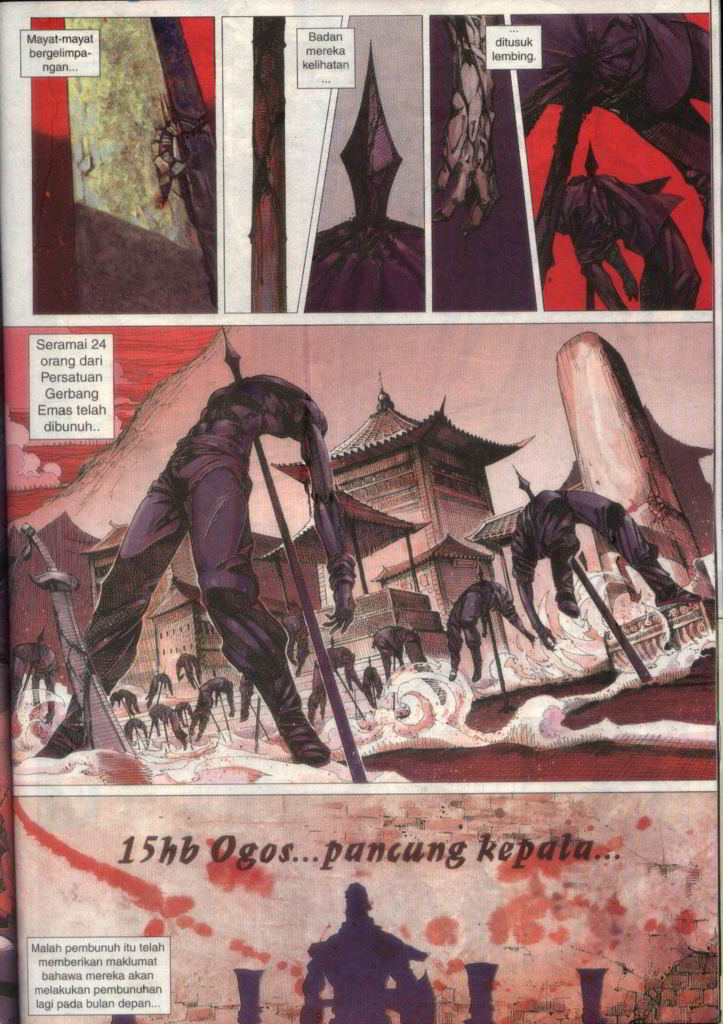 Mayat-mayat
bergelimpa-
ngan...
Badan
mereka
kelihatan
...
...
ditusuk
lembing.
Seramai 24
orang dari
Persatuan
Gerbang
Emas telah
dibunuh..
15hb Ogos...pancung kepala...
Malah pembunuh itu telah
memberikan maklumat
bahawa mereka akan
melakukan pembunuhan
lagi pada bulan depan...